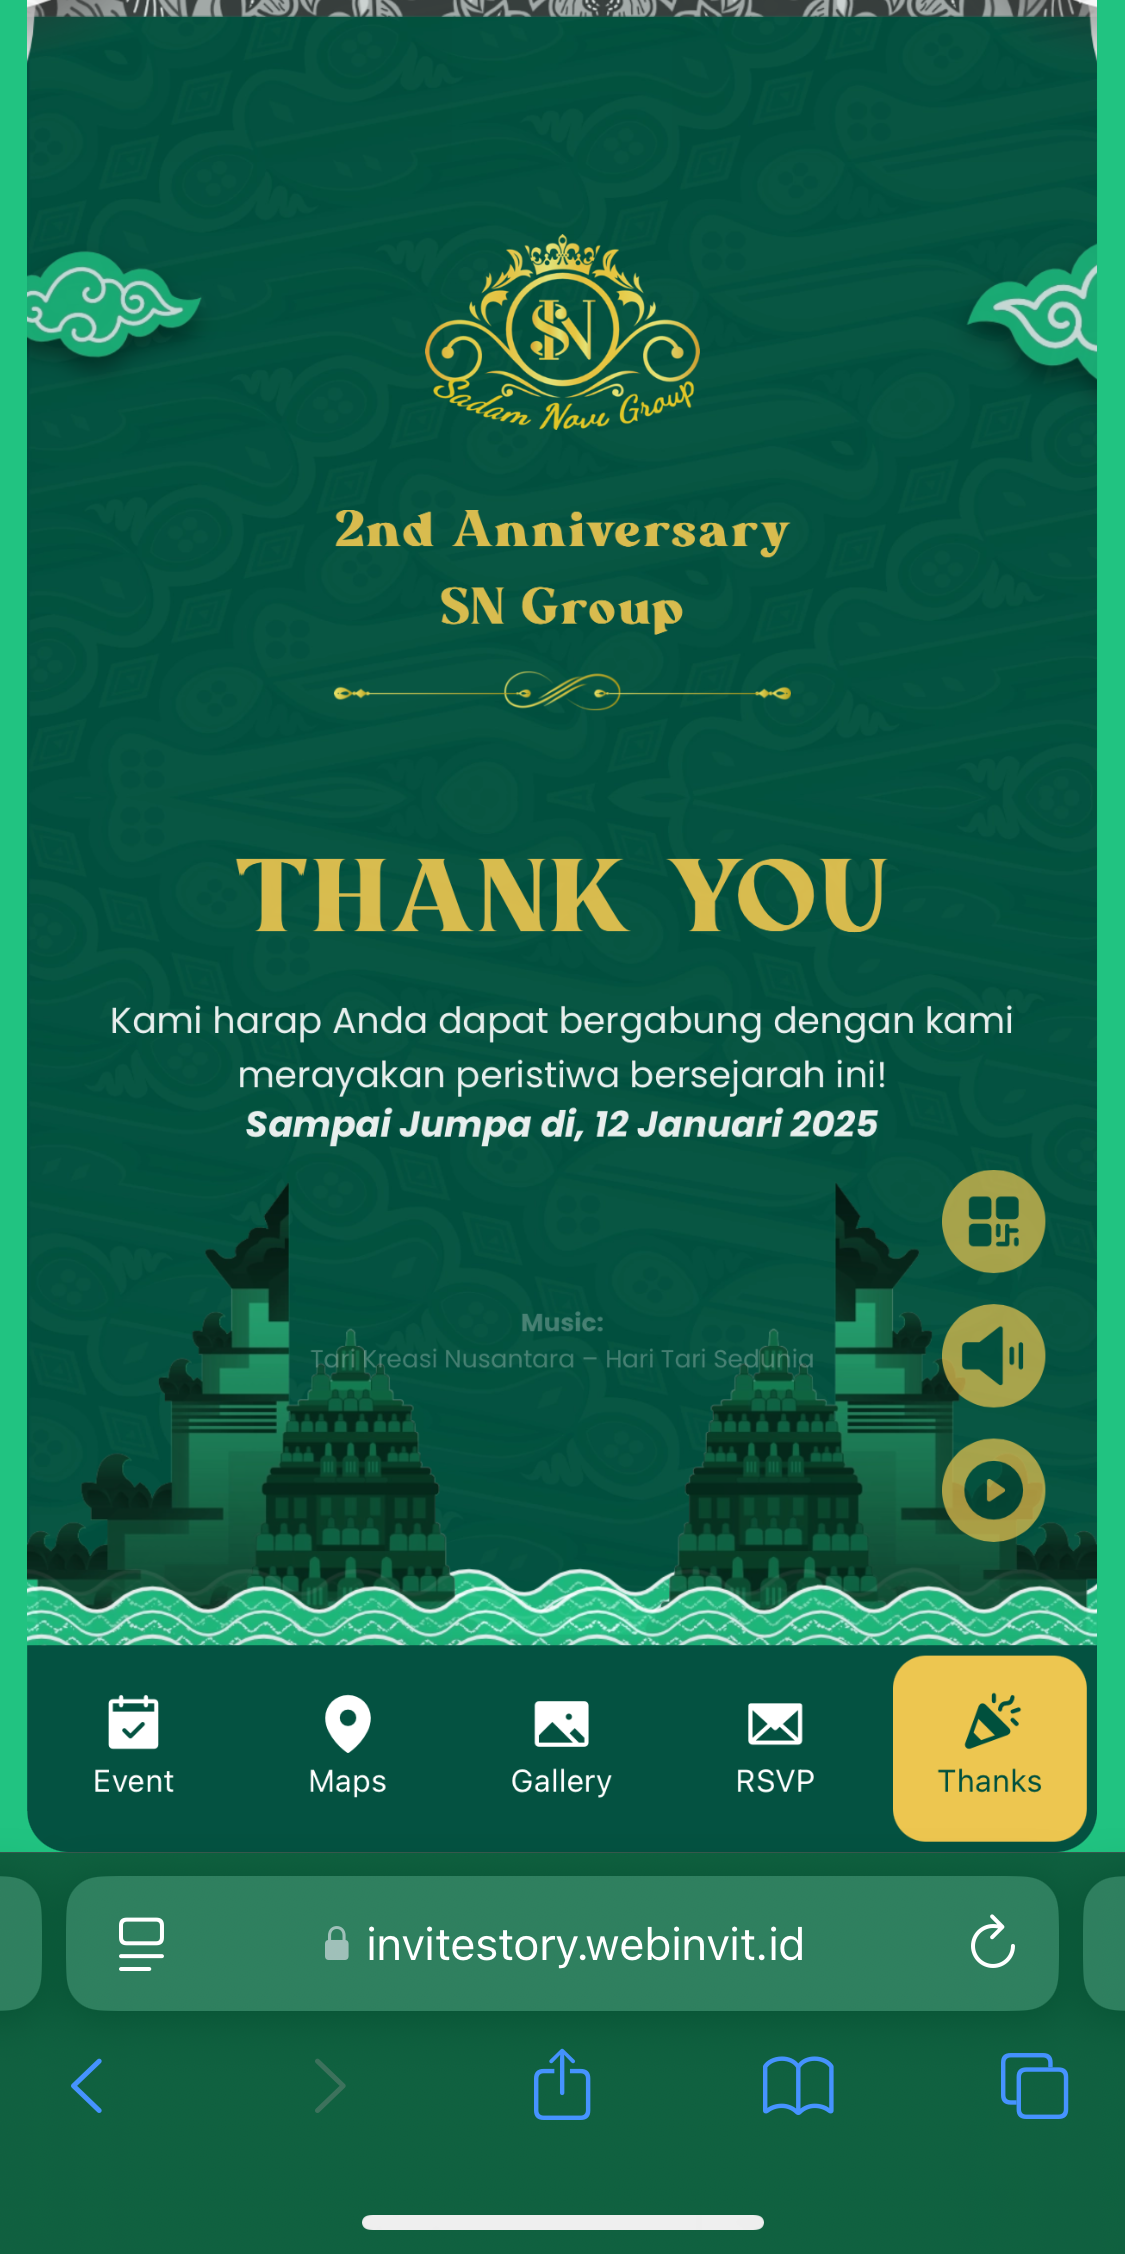 SN
Sadam Nove Group
2nd Anniversary
SN Group
THANK YOU
Kami harap Anda dapat bergabung dengan kami
merayakan peristiwa bersejarah ini!
Sampai Jumpa di, 12 Januari 2025
Music:
Tari Kreasi Nusantara – Hari Tari Sedunia
Event
Maps
Gallery
RSVP
Thanks
invitestory.webinvit.id